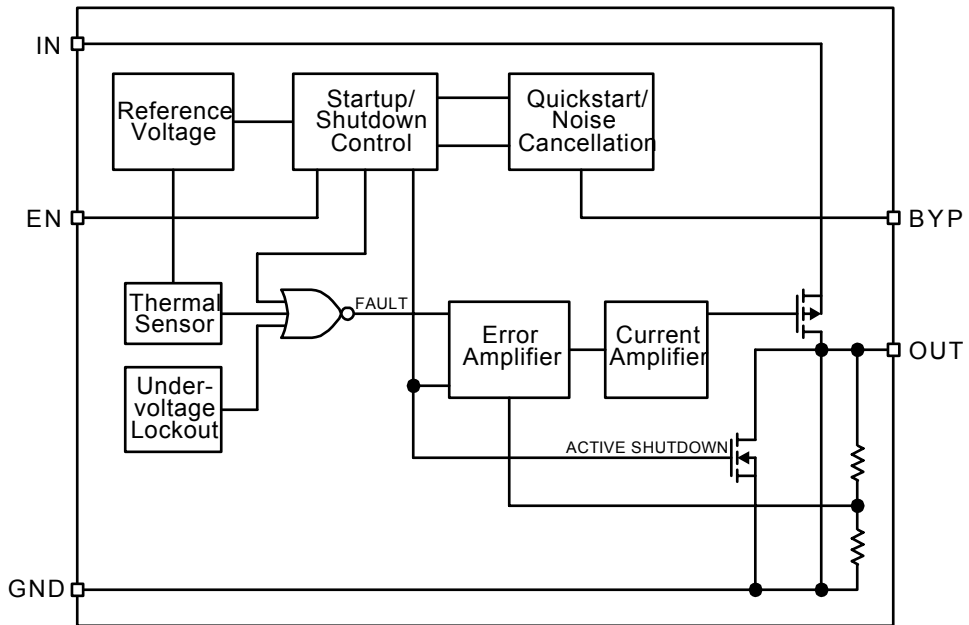 IN
Reference
Voltage
Startup/
Shutdown
Control
Quickstart/
Noise
Cancellation
EN
BYP
Thermal
Sensor
FAULT
Error
Amplifier
Current
Amplifier
OUT
Under-
voltage
Lockout
ACTIVE SHUTDOWN
GND